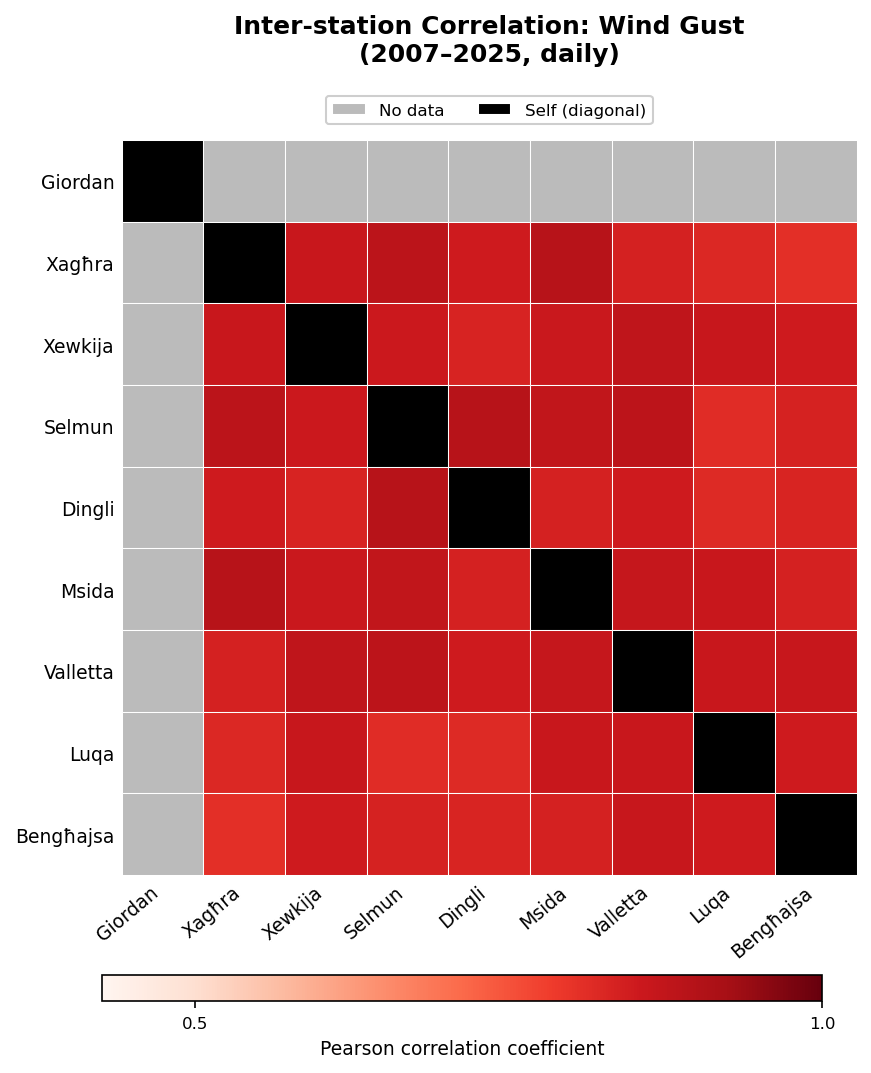 Inter-station Correlation: Wind Gust
(2007–2025, daily)
No data
Self (diagonal)
Giordan
Xagħra
Xewkija
Selmun
Dingli
Msida
Valletta
Luqa
Bengħajsa
Giordan
Xagħra
Xewkija
Selmun
Dingli
Msida
Valletta
Luqa
Bengħajsa
0.5
1.0
Pearson correlation coefficient